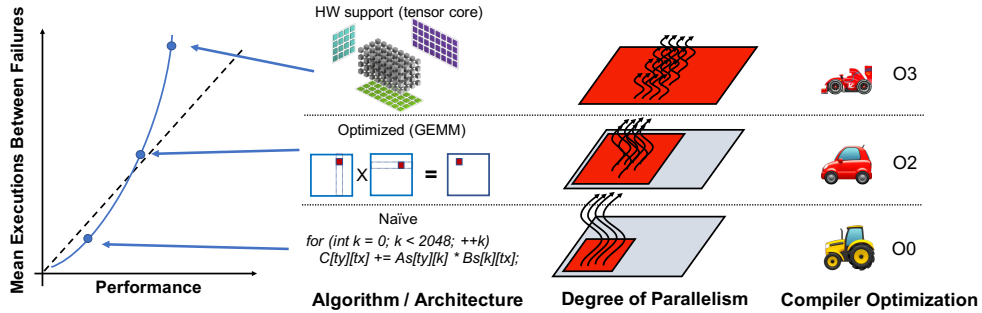 Mean Executions Between Failures
Performance
HW support (tensor core)
Optimized (GEMM)
X =
Naïve
for (int k = 0; k < 2048; ++k)
C[ty][tx] += As[ty][k] * Bs[k][tx];
Algorithm / Architecture
Degree of Parallelism
O3
O2
O0
Compiler Optimization